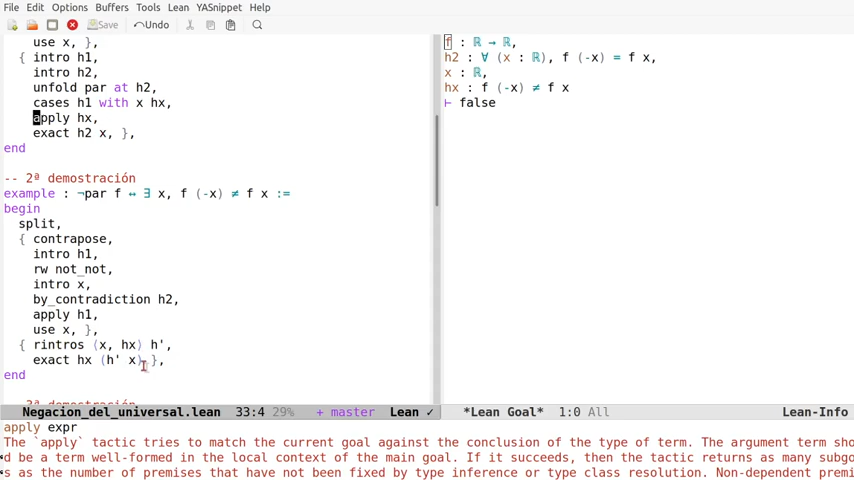 File Edit Options Buffers Tools Lean YASnippet Help
Save Undo
use x, },
{ intro h1,
intro h2,
unfold par at h2,
cases h1 with x hx,
apply hx,
exact h2 x, },
end
-- 2ª demostración
example : ¬par f ↔ ∃ x, f (-x) ≠ f x :=
begin
split,
{ contrapose,
intro h1,
rw not_not,
intro x,
by_contradiction h2,
apply h1,
use x, },
{ rintros ⟨x, hx⟩ h',
exact hx (h' x) },
end
-- 3ª demostración
f : ℝ → ℝ,
h2 : ∀ (x : ℝ), f (-x) = f x,
x : ℝ,
hx : f (-x) ≠ f x
⊢ false
Negacion_del_universal.lean 33:4 29% + master Lean ✓
*Lean Goal* 1:0 All Lean-Info
apply expr
The `apply` tactic tries to match the current goal against the conclusion of the type of term. The argument term sho
d be a term well-formed in the local context of the main goal. If it succeeds, then the tactic returns as many subgo
s as the number of premises that have not been fixed by type inference or type class resolution. Non-dependent premi